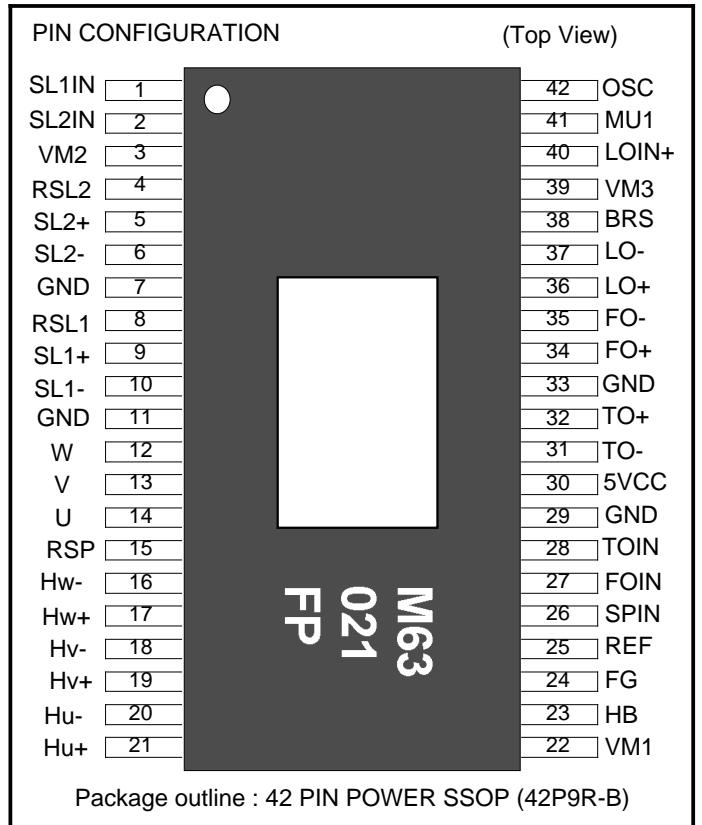 PIN CONFIGURATION (Top View)
SL1IN 1 42 OSC
SL2IN 2 41 MU1
VM2 3 40 LOIN+
RSL2 4 39 VM3
SL2+ 5 38 BRS
SL2- 6 37 LO-
GND 7 36 LO+
RSL1 8 35 FO-
SL1+ 9 34 FO+
SL1- 10 33 GND
GND 11 32 TO+
W 12 31 TO-
V 13 30 5VCC
U 14 29 GND
RSP 15 28 TOIN
Hw- 16 27 FOIN
Hw+ 17 26 SPIN
Hv- 18 25 REF
Hv+ 19 24 FG
Hu- 20 23 HB
Hu+ 21 22 VM1
M63
021
FP
Package outline : 42 PIN POWER SSOP (42P9R-B)